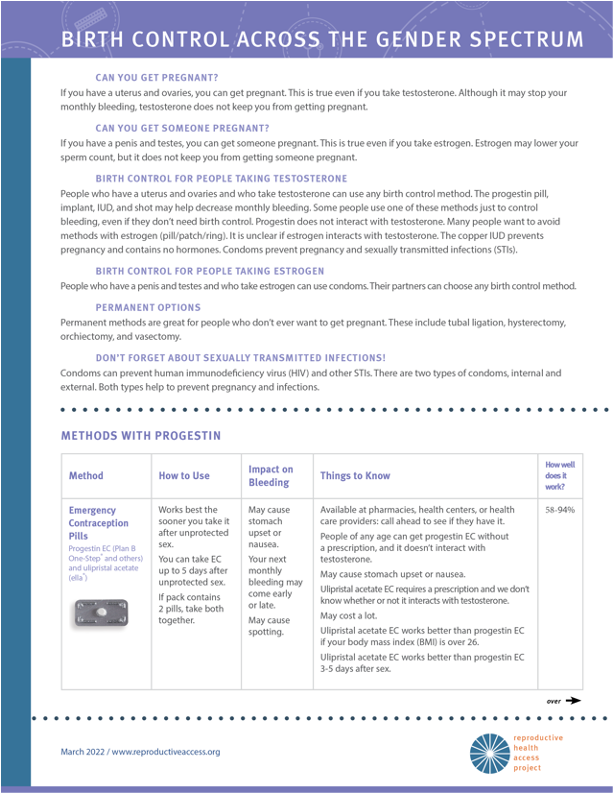 BIRTH CONTROL ACROSS THE GENDER SPECTRUM
CAN YOU GET PREGNANT?
If you have a uterus and ovaries, you can get pregnant. This is true even if you take testosterone. Although it may stop your
monthly bleeding, testosterone does not keep you from getting pregnant.
CAN YOU GET SOMEONE PREGNANT?
If you have a penis and testes, you can get someone pregnant. This is true even if you take estrogen. Estrogen may lower your
sperm count, but it does not keep you from getting someone pregnant.
BIRTH CONTROL FOR PEOPLE TAKING TESTOSTERONE
People who have a uterus and ovaries and who take testosterone can use any birth control method. The progestin pill,
implant, IUD, and shot may help decrease monthly bleeding. Some people use one of these methods just to control
bleeding, even if they don't need birth control. Progestin does not interact with testosterone. Many people want to avoid
methods with estrogen (pill/patch/ring). It is unclear if estrogen interacts with testosterone. The copper IUD prevents
pregnancy and contains no hormones. Condoms prevent pregnancy and sexually transmitted infections (STIs).
BIRTH CONTROL FOR PEOPLE TAKING ESTROGEN
People who have a penis and testes and who take estrogen can use condoms. Their partners can choose any birth control method.
PERMANENT OPTIONS
Permanent methods are great for people who don't ever want to get pregnant. These include tubal ligation, hysterectomy,
orchiectomy, and vasectomy.
DON'T FORGET ABOUT SEXUALLY TRANSMITTED INFECTIONS!
Condoms can prevent human immunodeficiency virus (HIV) and other STIs. There are two types of condoms, internal and
external. Both types help to prevent pregnancy and infections.
METHODS WITH PROGESTIN
Method
How to Use
Impact on
Bleeding
Things to Know
How well
does it
work?
Emergency
Contraception
Pills
Progestin EC (Plan B
One-Step® and others)
and ulipristal acetate
(ella®)
Works best the
sooner you take it
after unprotected
sex.
You can take EC
up to 5 days after
unprotected sex.
If pack contains
2 pills, take both
together.
May cause
stomach
upset or
nausea.
Your next
monthly
bleeding may
come early
or late.
May cause
spotting.
Available at pharmacies, health centers, or health
care providers: call ahead to see if they have it.
People of any age can get progestin EC without
a prescription, and it doesn't interact with
testosterone.
May cause stomach upset or nausea.
Ulipristal acetate EC requires a prescription and we don't
know whether or not it interacts with testosterone.
May cost a lot.
Ulipristal acetate EC works better than progestin EC
if your body mass index (BMI) is over 26.
Ulipristal acetate EC works better than progestin EC
3-5 days after sex.
58-94%
over
March 2022 / www.reproductiveaccess.org
reproductive
health
access
project